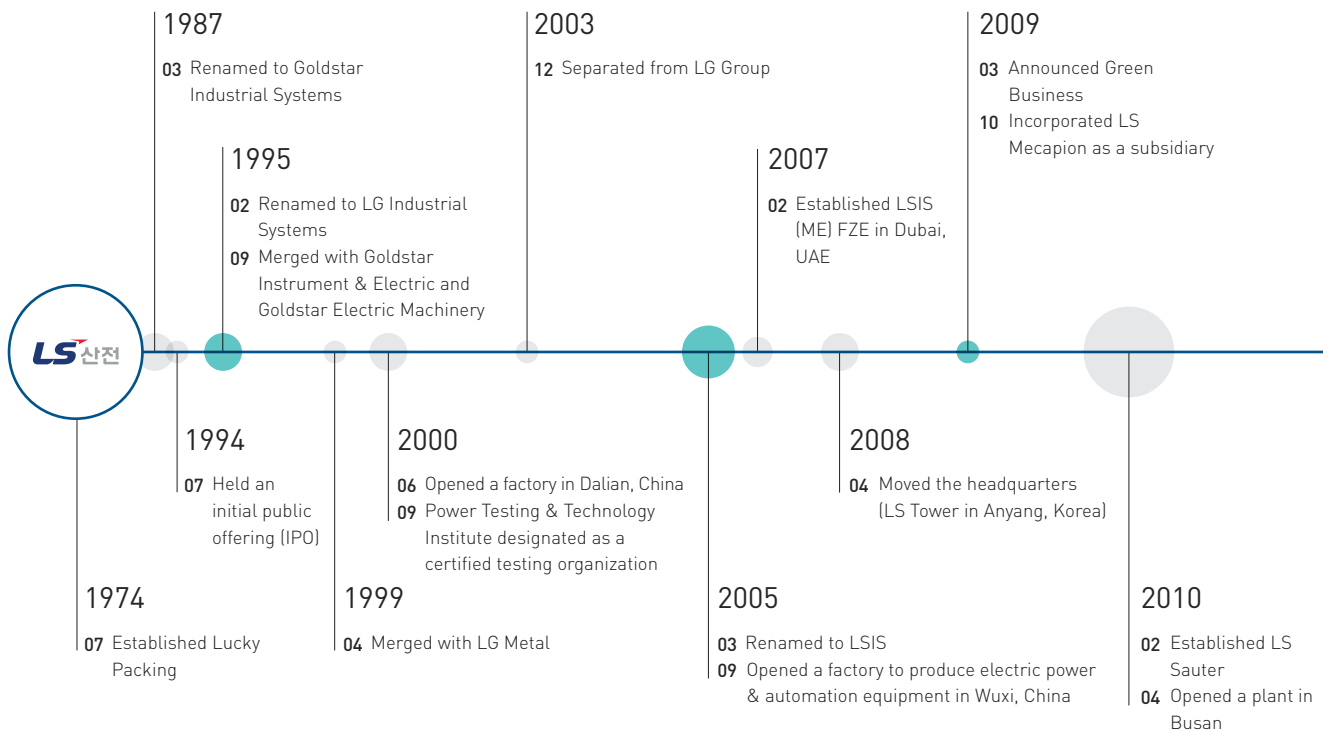 1987
03 Renamed to Goldstar
Industrial Systems
2003
12 Separated from LG Group
2009
03 Announced Green
Business
10 Incorporated LS
Mecapion as a subsidiary
1995
02 Renamed to LG Industrial
Systems
09 Merged with Goldstar
Instrument & Electric and
Goldstar Electric Machinery
2007
02 Established LSIS
(ME) FZE in Dubai,
UAE
LS산전
1994
07 Held an
initial public
offering (IPO)
2000
06 Opened a factory in Dalian, China
09 Power Testing & Technology
Institute designated as a
certified testing organization
2008
04 Moved the headquarters
(LS Tower in Anyang, Korea)
1974
07 Established Lucky
Packing
1999
04 Merged with LG Metal
2005
03 Renamed to LSIS
09 Opened a factory to produce electric power
& automation equipment in Wuxi, China
2010
02 Established LS
Sauter
04 Opened a plant in
Busan